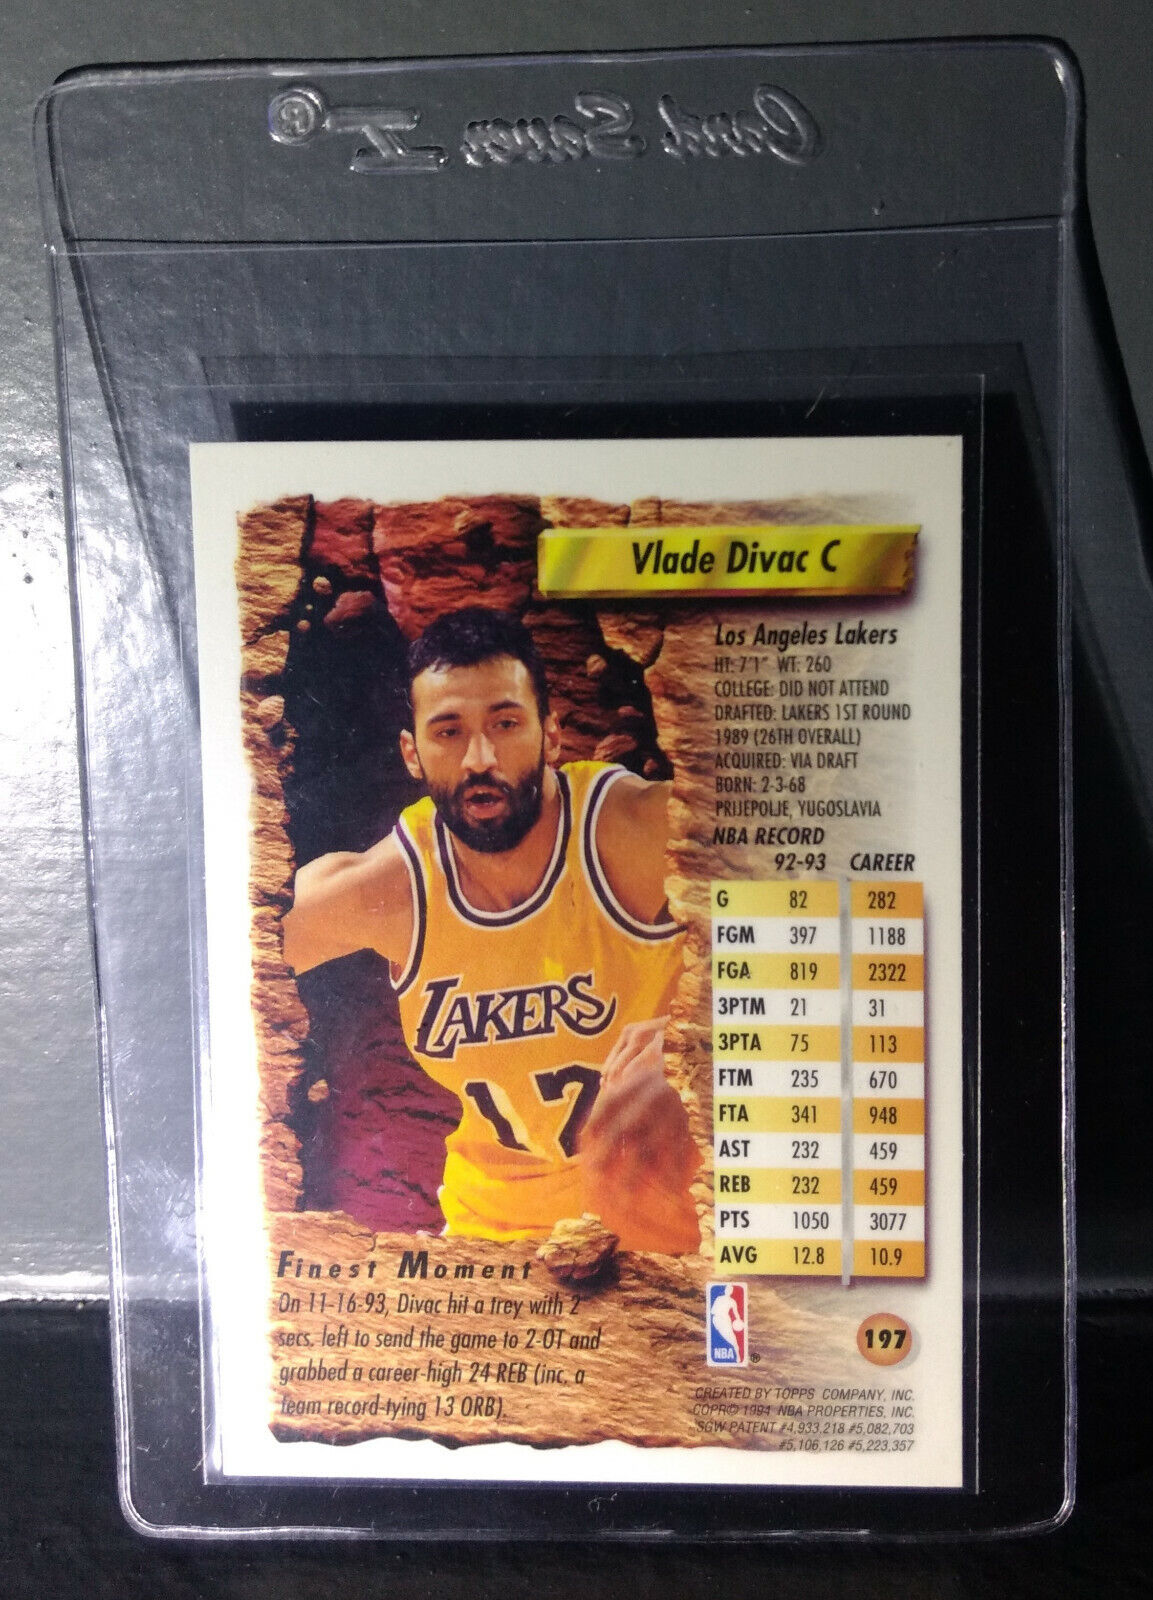 Card Saver II®
Vlade Divac C
Los Angeles Lakers
HT: 7'1" WT: 260
COLLEGE: DID NOT ATTEND
DRAFTED: LAKERS 1ST ROUND
1989 (26TH OVERALL)
ACQUIRED: VIA DRAFT
BORN: 2-3-68
PRIJEPOLJE, YUGOSLAVIA
NBA RECORD
92-93 CAREER
G 82 282
FGM 397 1188
FGA 819 2322
3PTM 21 31
3PTA 75 113
FTM 235 670
FTA 341 948
AST 232 459
REB 232 459
PTS 1050 3077
AVG 12.8 10.9
LAKERS
17
Finest Moment
On 11-16-93, Divac hit a trey with 2
secs. left to send the game to 2-OT and
grabbed a career-high 24 REB (inc. a
team record-tying 13 ORB).
NBA ®
197
CREATED BY TOPPS COMPANY, INC.
COPR© 1994 NBA PROPERTIES, INC.
SGW PATENT #4,933,218 #5,082,703
#5,106,126 #5,223,357